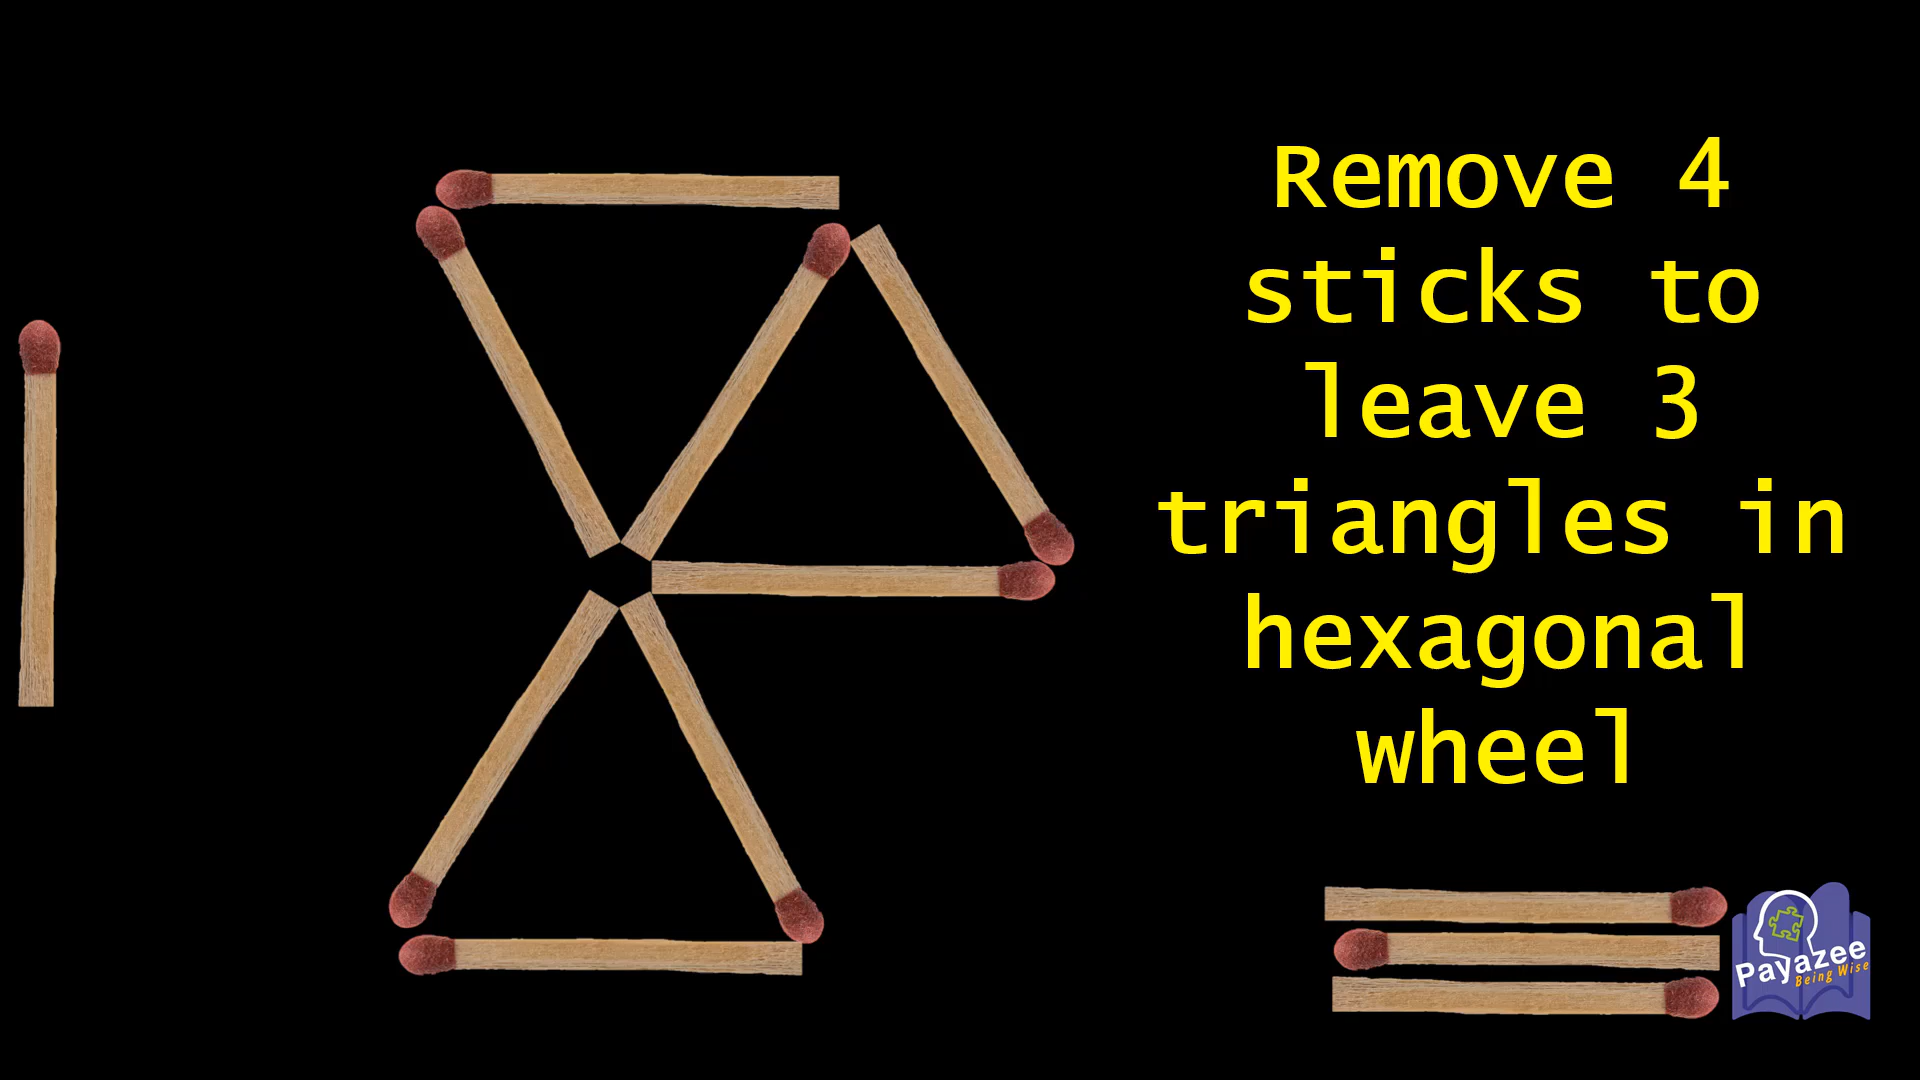 Remove 4
sticks to
leave 3
triangles in
hexagonal
wheel
Payazee
Being Wise